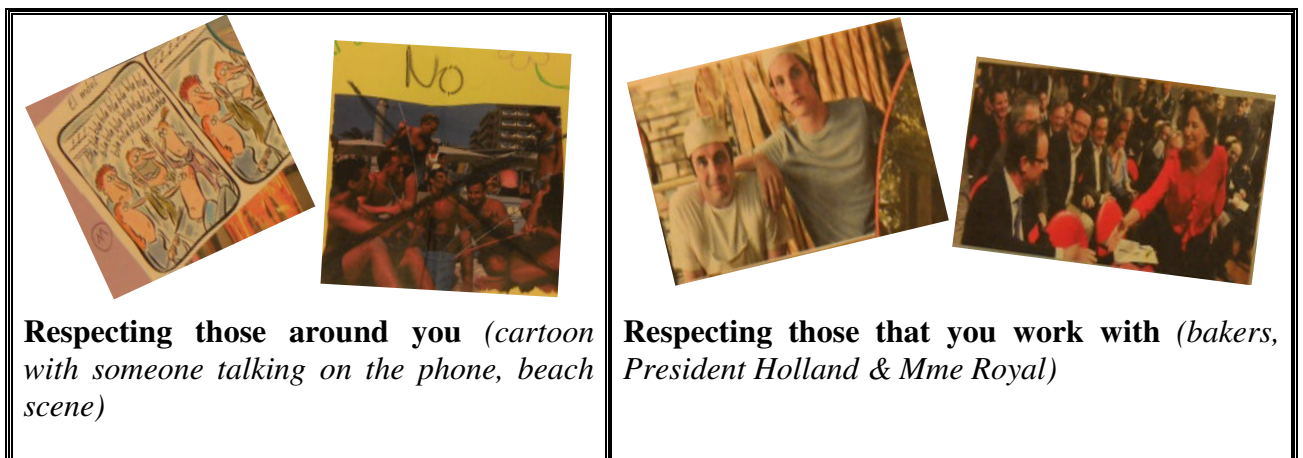 NO
Respecting those around you (cartoon
with someone talking on the phone, beach
scene)
Respecting those that you work with (bakers,
President Holland & Mme Royal)